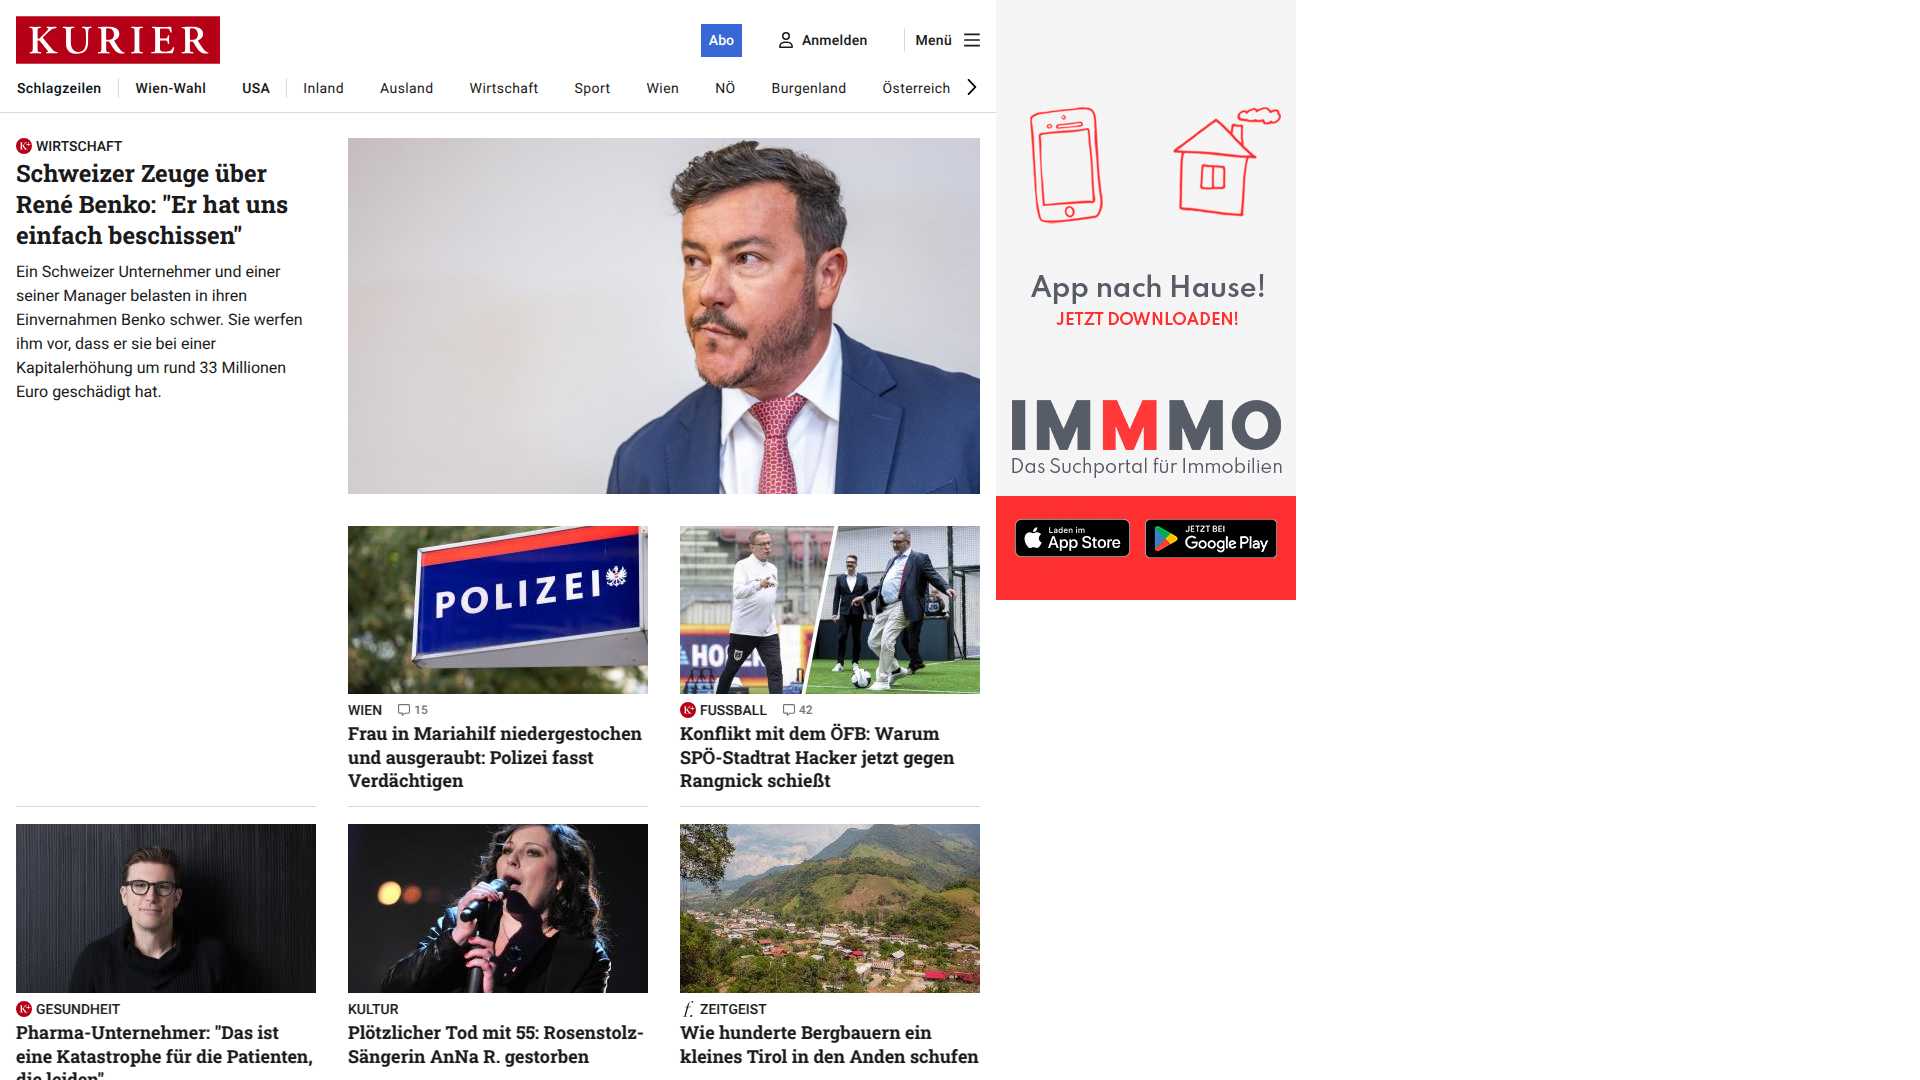 KURIER
Abo
Anmelden
Menü
Schlagzeilen
Wien-Wahl
USA
Inland
Ausland
Wirtschaft
Sport
Wien
NÖ
Burgenland
Österreich
K+ WIRTSCHAFT
Schweizer Zeuge über
René Benko: "Er hat uns
einfach beschissen"
Ein Schweizer Unternehmer und einer
seiner Manager belasten in ihren
Einvernahmen Benko schwer. Sie werfen
ihm vor, dass er sie bei einer
Kapitalerhöhung um rund 33 Millionen
Euro geschädigt hat.
POLIZEI
WIEN 15
Frau in Mariahilf niedergestochen
und ausgeraubt: Polizei fasst
Verdächtigen
K+ FUSSBALL 42
Konflikt mit dem ÖFB: Warum
SPÖ-Stadtrat Hacker jetzt gegen
Rangnick schießt
K+ GESUNDHEIT
Pharma-Unternehmer: "Das ist
eine Katastrophe für die Patienten,
die leiden"
KULTUR
Plötzlicher Tod mit 55: Rosenstolz-
Sängerin AnNa R. gestorben
f. ZEITGEIST
Wie hunderte Bergbauern ein
kleines Tirol in den Anden schufen
App nach Hause!
JETZT DOWNLOADEN!
IMMMO
Das Suchportal für Immobilien
Laden im
App Store
JETZT BEI
Google Play